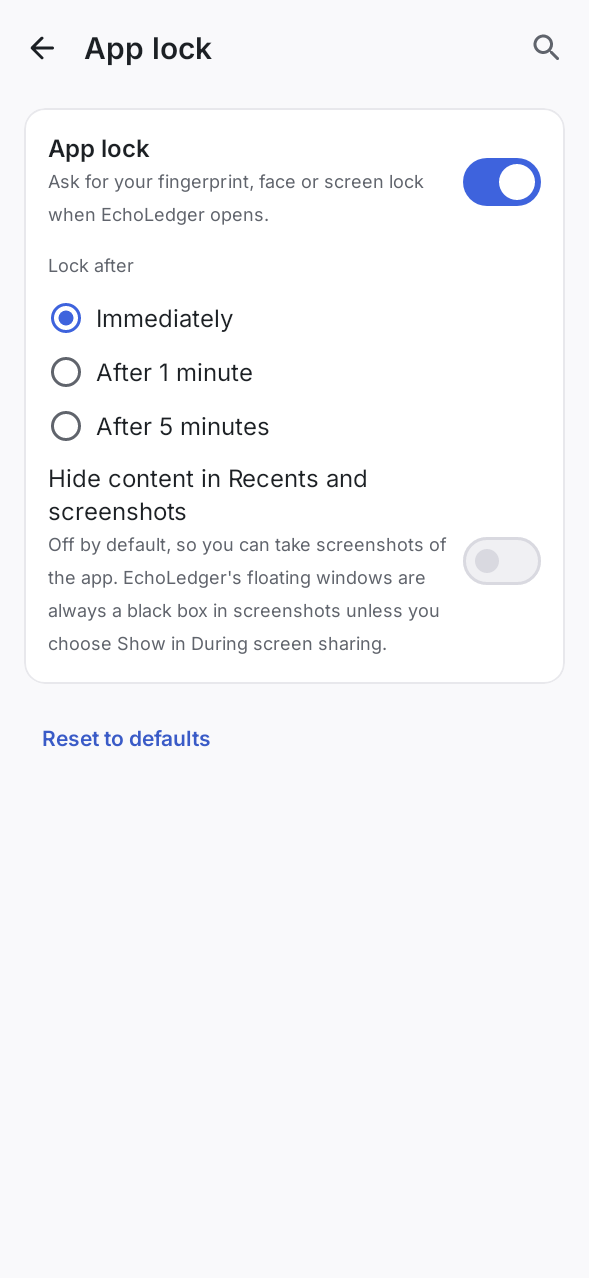 App lock
App lock
Ask for your fingerprint, face or screen lock
when EchoLedger opens.
Lock after
Immediately
After 1 minute
After 5 minutes
Hide content in Recents and
screenshots
Off by default, so you can take screenshots of
the app. EchoLedger's floating windows are
always a black box in screenshots unless you
choose Show in During screen sharing.
Reset to defaults